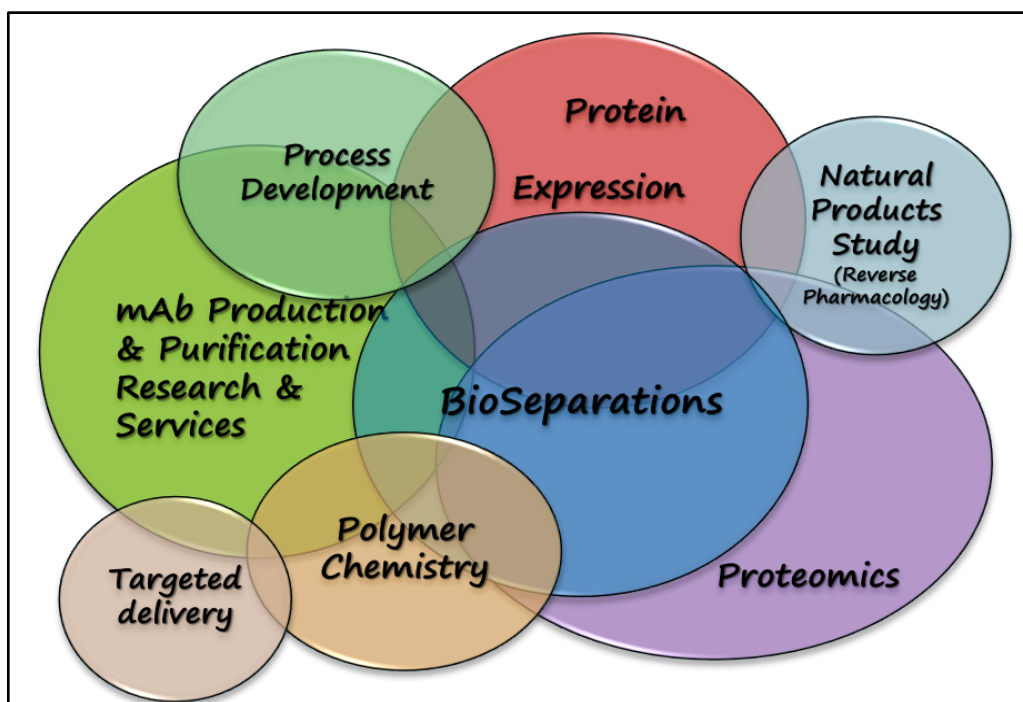 Process
Development
Protein
Expression
Natural
Products
Study
(Reverse
Pharmacology)
mAb Production
& Purification
Research &
Services
BioSeparations
Polymer
Chemistry
Targeted
delivery
Proteomics